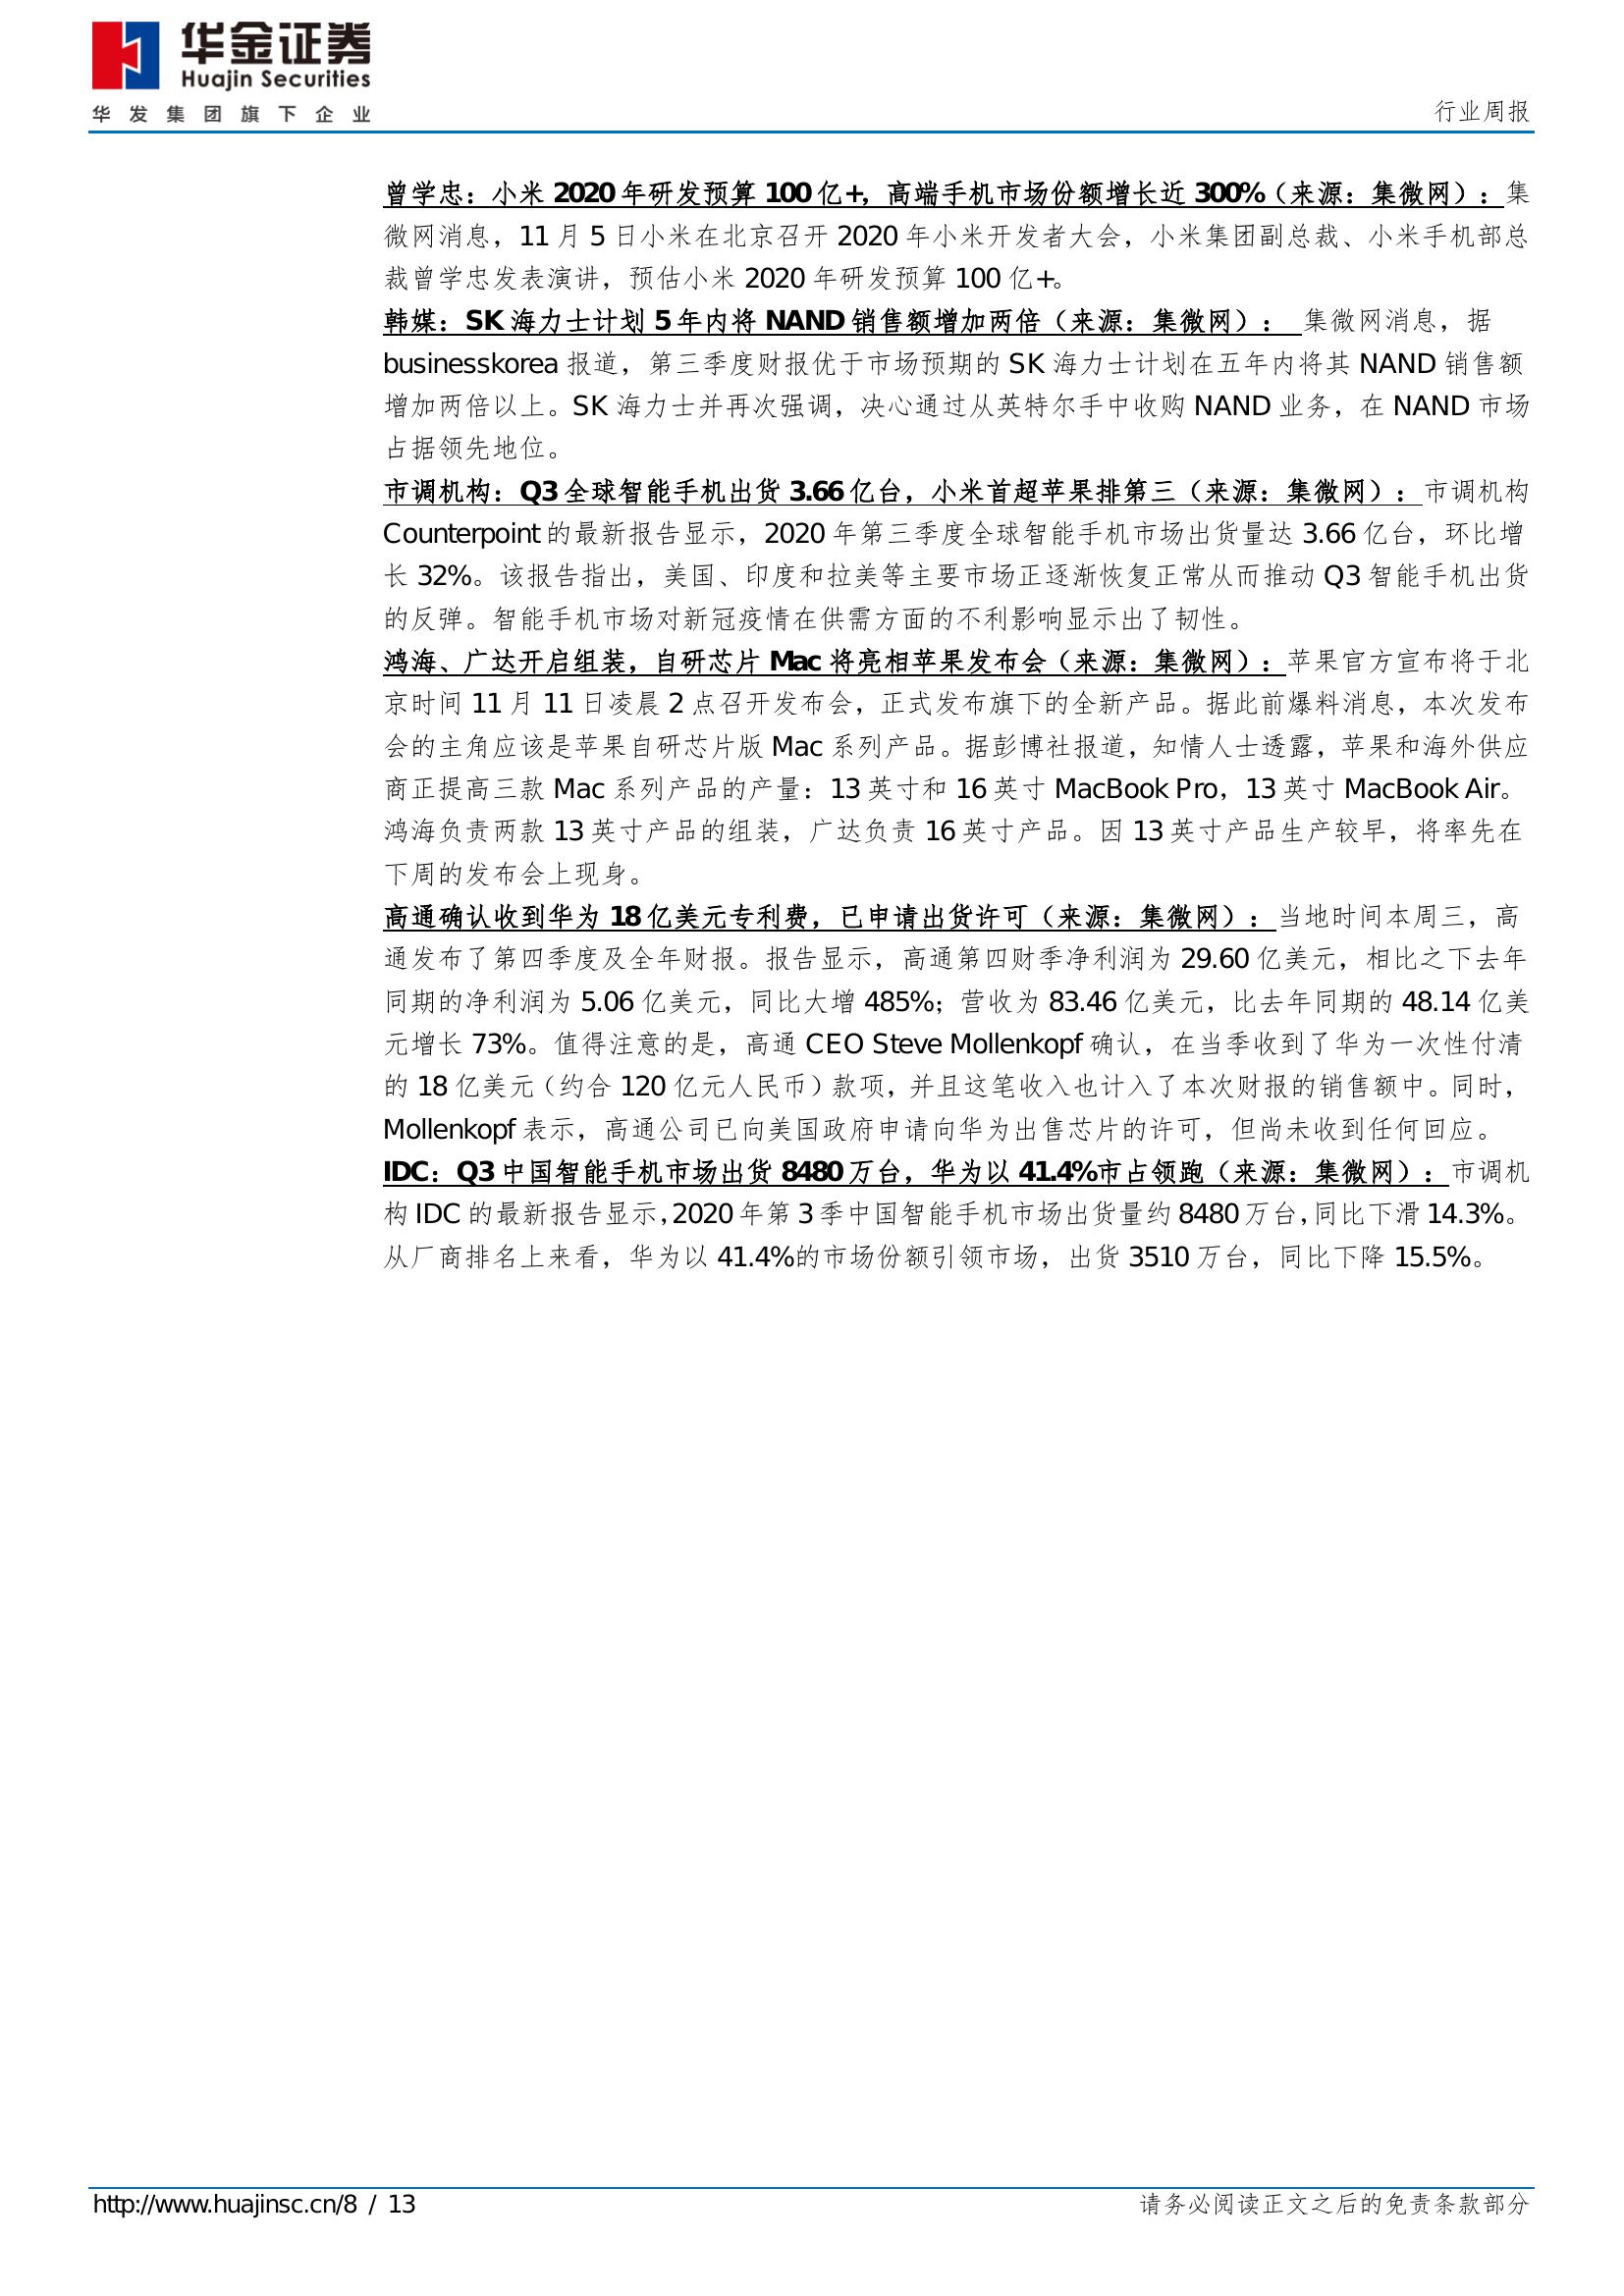 华金证券
Huajin Securities
华发集团旗下企业
行业周报
曾学忠：小米 2020 年研发预算 100 亿+，高端手机市场份额增长近 300%（来源：集微网）：集
微网消息，11 月 5 日小米在北京召开 2020 年小米开发者大会，小米集团副总裁、小米手机部总
裁曾学忠发表演讲，预估小米 2020 年研发预算 100 亿+。
韩媒：SK 海力士计划 5 年内将 NAND 销售额增加两倍（来源：集微网）： 集微网消息，据
businesskorea 报道，第三季度财报优于市场预期的 SK 海力士计划在五年内将其 NAND 销售额
增加两倍以上。SK 海力士并再次强调，决心通过从英特尔手中收购 NAND 业务，在 NAND 市场
占据领先地位。
市调机构：Q3 全球智能手机出货 3.66 亿台，小米首超苹果排第三（来源：集微网）：市调机构
Counterpoint 的最新报告显示，2020 年第三季度全球智能手机市场出货量达 3.66 亿台，环比增
长 32%。该报告指出，美国、印度和拉美等主要市场正逐渐恢复正常从而推动 Q3 智能手机出货
的反弹。智能手机市场对新冠疫情在供需方面的不利影响显示出了韧性。
鸿海、广达开启组装，自研芯片 Mac 将亮相苹果发布会（来源：集微网）：苹果官方宣布将于北
京时间 11 月 11 日凌晨 2 点召开发布会，正式发布旗下的全新产品。据此前爆料消息，本次发布
会的主角应该是苹果自研芯片版 Mac 系列产品。据彭博社报道，知情人士透露，苹果和海外供应
商正提高三款 Mac 系列产品的产量：13 英寸和 16 英寸 MacBook Pro，13 英寸 MacBook Air。
鸿海负责两款 13 英寸产品的组装，广达负责 16 英寸产品。因 13 英寸产品生产较早，将率先在
下周的发布会上现身。
高通确认收到华为 18 亿美元专利费，已申请出货许可（来源：集微网）：当地时间本周三，高
通发布了第四季度及全年财报。报告显示，高通第四财季净利润为 29.60 亿美元，相比之下去年
同期的净利润为 5.06 亿美元，同比大增 485%；营收为 83.46 亿美元，比去年同期的 48.14 亿美
元增长 73%。值得注意的是，高通 CEO Steve Mollenkopf 确认，在当季收到了华为一次性付清
的 18 亿美元（约合 120 亿元人民币）款项，并且这笔收入也计入了本次财报的销售额中。同时，
Mollenkopf 表示，高通公司已向美国政府申请向华为出售芯片的许可，但尚未收到任何回应。
IDC：Q3 中国智能手机市场出货 8480 万台，华为以 41.4%市占领跑（来源：集微网）：市调机
构 IDC 的最新报告显示，2020 年第 3 季中国智能手机市场出货量约 8480 万台，同比下滑 14.3%。
从厂商排名上来看，华为以 41.4%的市场份额引领市场，出货 3510 万台，同比下降 15.5%。
http://www.huajinsc.cn/8 / 13
请务必阅读正文之后的免责条款部分